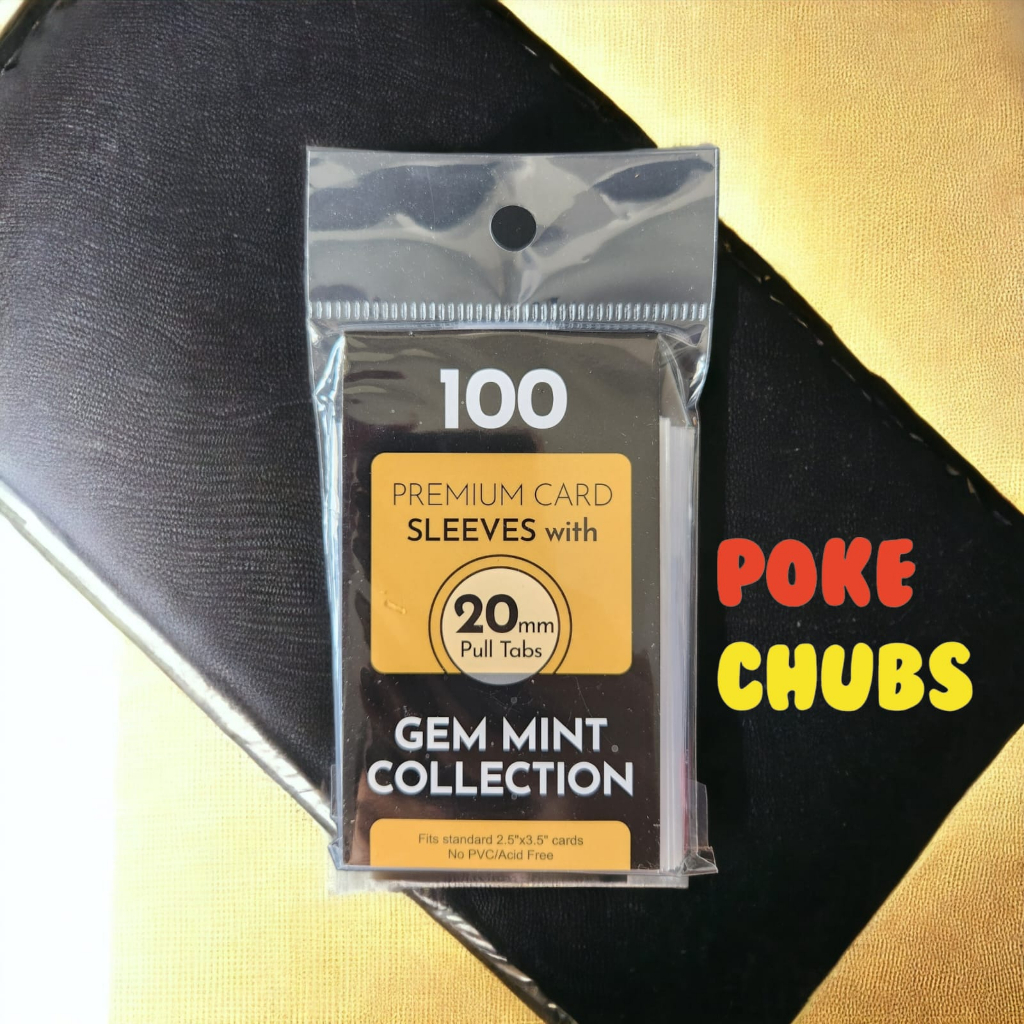 100
PREMIUM CARD
SLEEVES with
20mm
Pull Tabs
GEM MINT
COLLECTION
Fits standard 2.5"x3.5" cards
No PVC/Acid Free
POKE
CHUBS